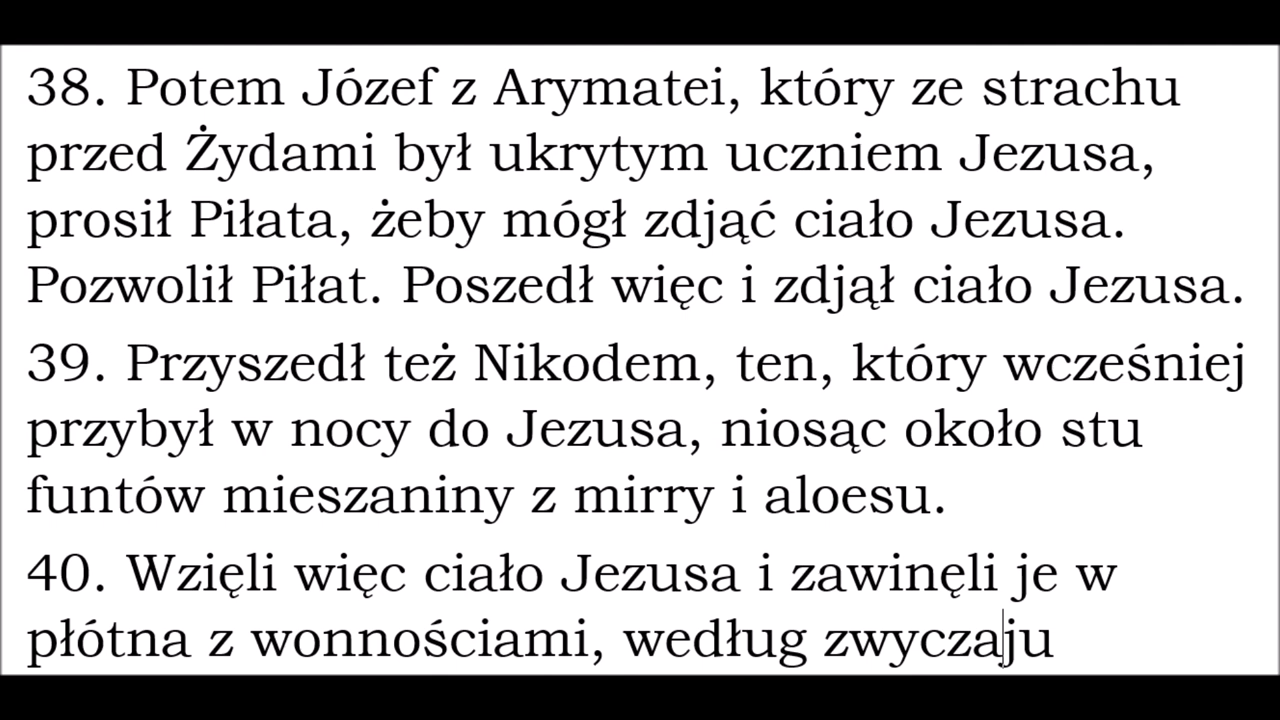 38. Potem Józef z Arymatei, który ze strachu
przed Żydami był ukrytym uczniem Jezusa,
prosił Piłata, żeby mógł zdjąć ciało Jezusa.
Pozwolił Piłat. Poszedł więc i zdjął ciało Jezusa.
39. Przyszedł też Nikodem, ten, który wcześniej
przybył w nocy do Jezusa, niosąc około stu
funtów mieszaniny z mirry i aloesu.
40. Wzięli więc ciało Jezusa i zawinęli je w
płótna z wonnościami, według zwyczaju